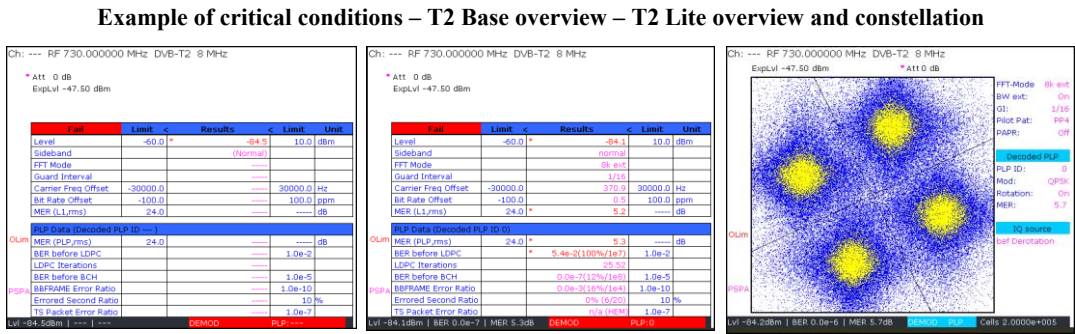 Example of critical conditions – T2 Base overview – T2 Lite overview and constellation
Ch: --- RF 730.000000 MHz DVB-T2 8 MHz
* Att 0 dB
ExpLvl -47.50 dBm
Fail Limit < Results < Limit Unit
Level -60.0 * -84.5 10.0 dBm
Sideband (Normal)
FFT Mode -----
Guard Interval -----
Carrier Freq Offset -30000.0 ----- 30000.0 Hz
Bit Rate Offset -100.0 ----- 100.0 ppm
MER (L1,rms) 24.0 ----- ----- dB
PLP Data (Decoded PLP ID --- )
OLim
MER (PLP,rms) 24.0 ----- ----- dB
BER before LDPC ----- 1.0e-2
LDPC Iterations -----
BER before BCH ----- 1.0e-5
PSPA
BBFRAME Error Ratio ----- 1.0e-10
Errored Second Ratio ----- 10 %
TS Packet Error Ratio ----- 1.0e-7
Lvl -84.5dBm | --- | --- DEMOD PLP:---
Ch: --- RF 730.000000 MHz DVB-T2 8 MHz
* Att 0 dB
ExpLvl -47.50 dBm
Fail Limit < Results < Limit Unit
Level -60.0 * -84.1 10.0 dBm
Sideband normal
FFT Mode 8k ext
Guard Interval 1/16
Carrier Freq Offset -30000.0 370.9 30000.0 Hz
Bit Rate Offset -100.0 0.5 100.0 ppm
MER (L1,rms) 24.0 * 5.2 ----- dB
PLP Data (Decoded PLP ID 0)
OLim
MER (PLP,rms) 24.0 * 5.3 ----- dB
BER before LDPC * 5.4e-2(100%/1e7) 1.0e-2
LDPC Iterations 25.52
BER before BCH 0.0e-7(12%/1e8) 1.0e-5
PSPA
BBFRAME Error Ratio 0.0e-3(16%/1e4) 1.0e-10
Errored Second Ratio 0% (6/20) 10 %
TS Packet Error Ratio n/a (HEM) 1.0e-7
Lvl -84.1dBm | BER 0.0e-7 | MER 5.3dB DEMOD PLP:0
Ch: --- RF 730.000000 MHz DVB-T2 8 MHz
ExpLvl -47.50 dBm * Att 0 dB
FFT-Mode 8k ext
BW ext: On
GI: 1/16
Pilot Pat: PP4
PAPR: Off
Decoded PLP
PLP ID: 0
Mod: QPSK
Rotation: On
MER: 5.7
OLim
IQ source
bef Derotation
PSPA
Lvl -84.2dBm | BER 0.0e-6 | MER 5.7dB DEMOD PLP Cells 2.0000e+005